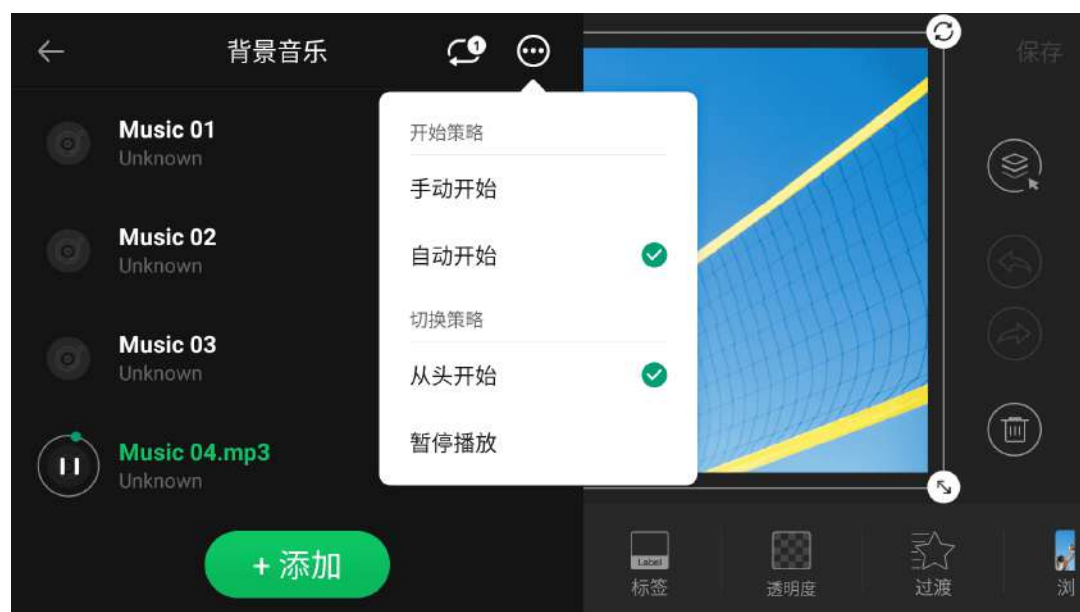 背景音乐
1
保存
Music 01
Unknown
Music 02
Unknown
Music 03
Unknown
Music 04.mp3
Unknown
+ 添加
开始策略
手动开始
自动开始
切换策略
从头开始
暂停播放
Label
标签
透明度
过渡
浏